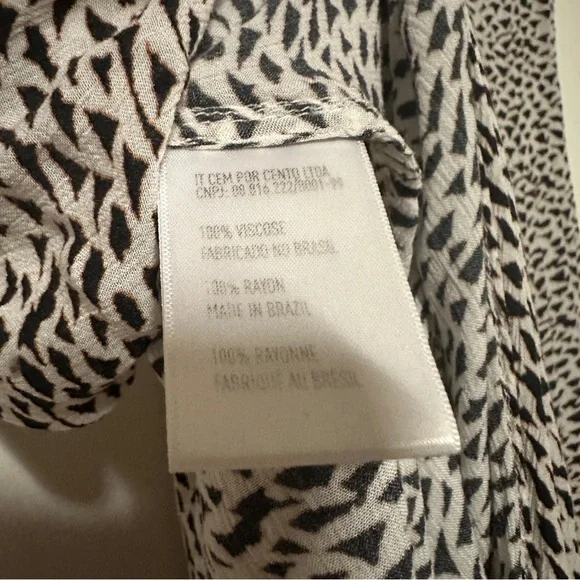 IT CEM POR CENTO LTDA
CNPJ: 08 816 222/0001-99
100% VISCOSE
FABRICADO NO BRASIL
100% RAYON
MADE IN BRAZIL
100% RAYONNE
FABRIQUÉ AU BRÉSIL